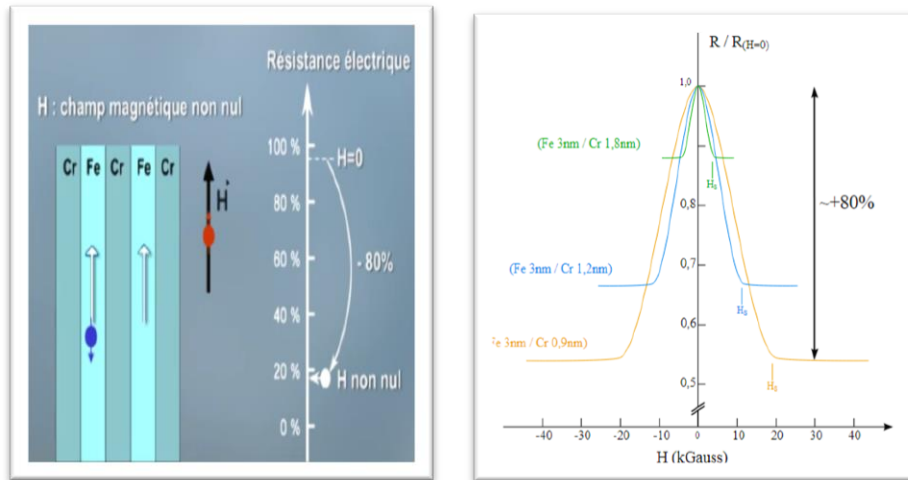 Résistance électrique
H : champ magnétique non nul
Cr Fe Cr Fe Cr
H
100 %
80 %
60 %
40 %
20 %
0 %
H=0
- 80%
H non nul
R / R(H=0)
1,0
0,8
0,7
0,6
0,5
(Fe 3nm / Cr 1,8nm)
(Fe 3nm / Cr 1,2nm)
Fe 3nm / Cr 0,9nm)
Hs
Hs
Hs
~+80%
-40 -30 -20 -10 0 10 20 30 40
H (kGauss)